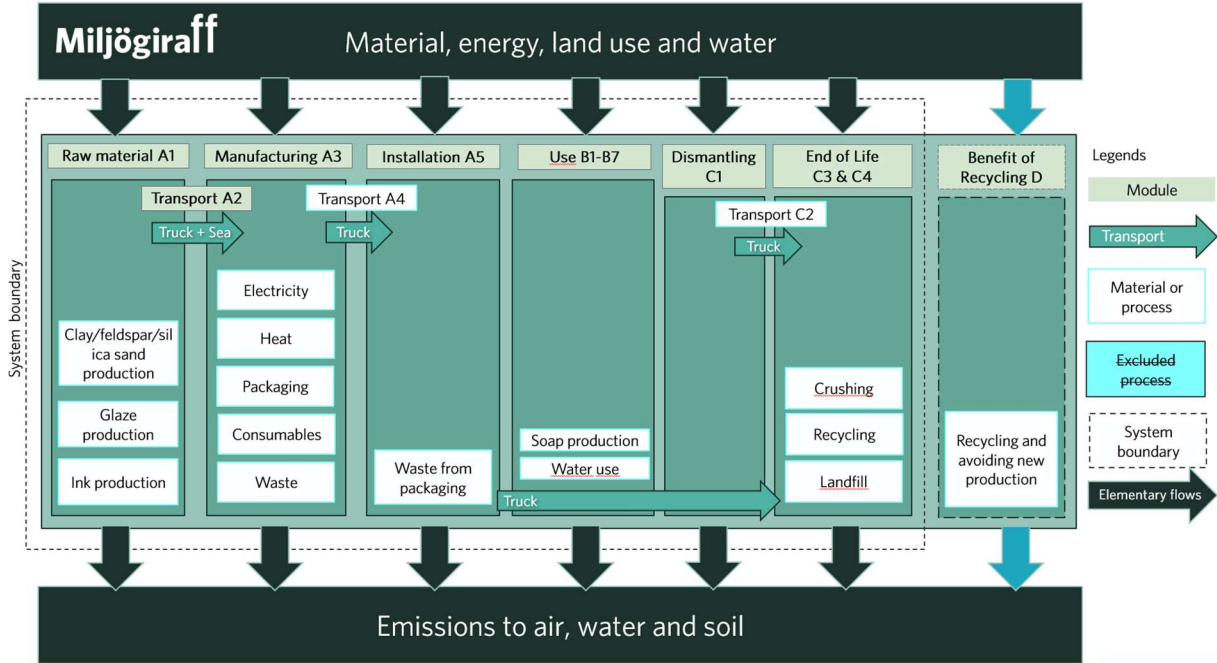 Miljögiraff
Material, energy, land use and water
System boundary
Raw material A1
Manufacturing A3
Installation A5
Use B1-B7
Dismantling
C1
End of Life
C3 & C4
Benefit of
Recycling D
Transport A2
Truck + Sea
Transport A4
Truck
Transport C2
Truck
Clay/feldspar/sil
ica sand
production
Glaze
production
Ink production
Electricity
Heat
Packaging
Consumables
Waste
Waste from
packaging
Truck
Soap production
Water use
Crushing
Recycling
Landfill
Recycling and
avoiding new
production
Legends
Module
Transport
Material or
process
Excluded
process
System
boundary
Elementary flows
Emissions to air, water and soil